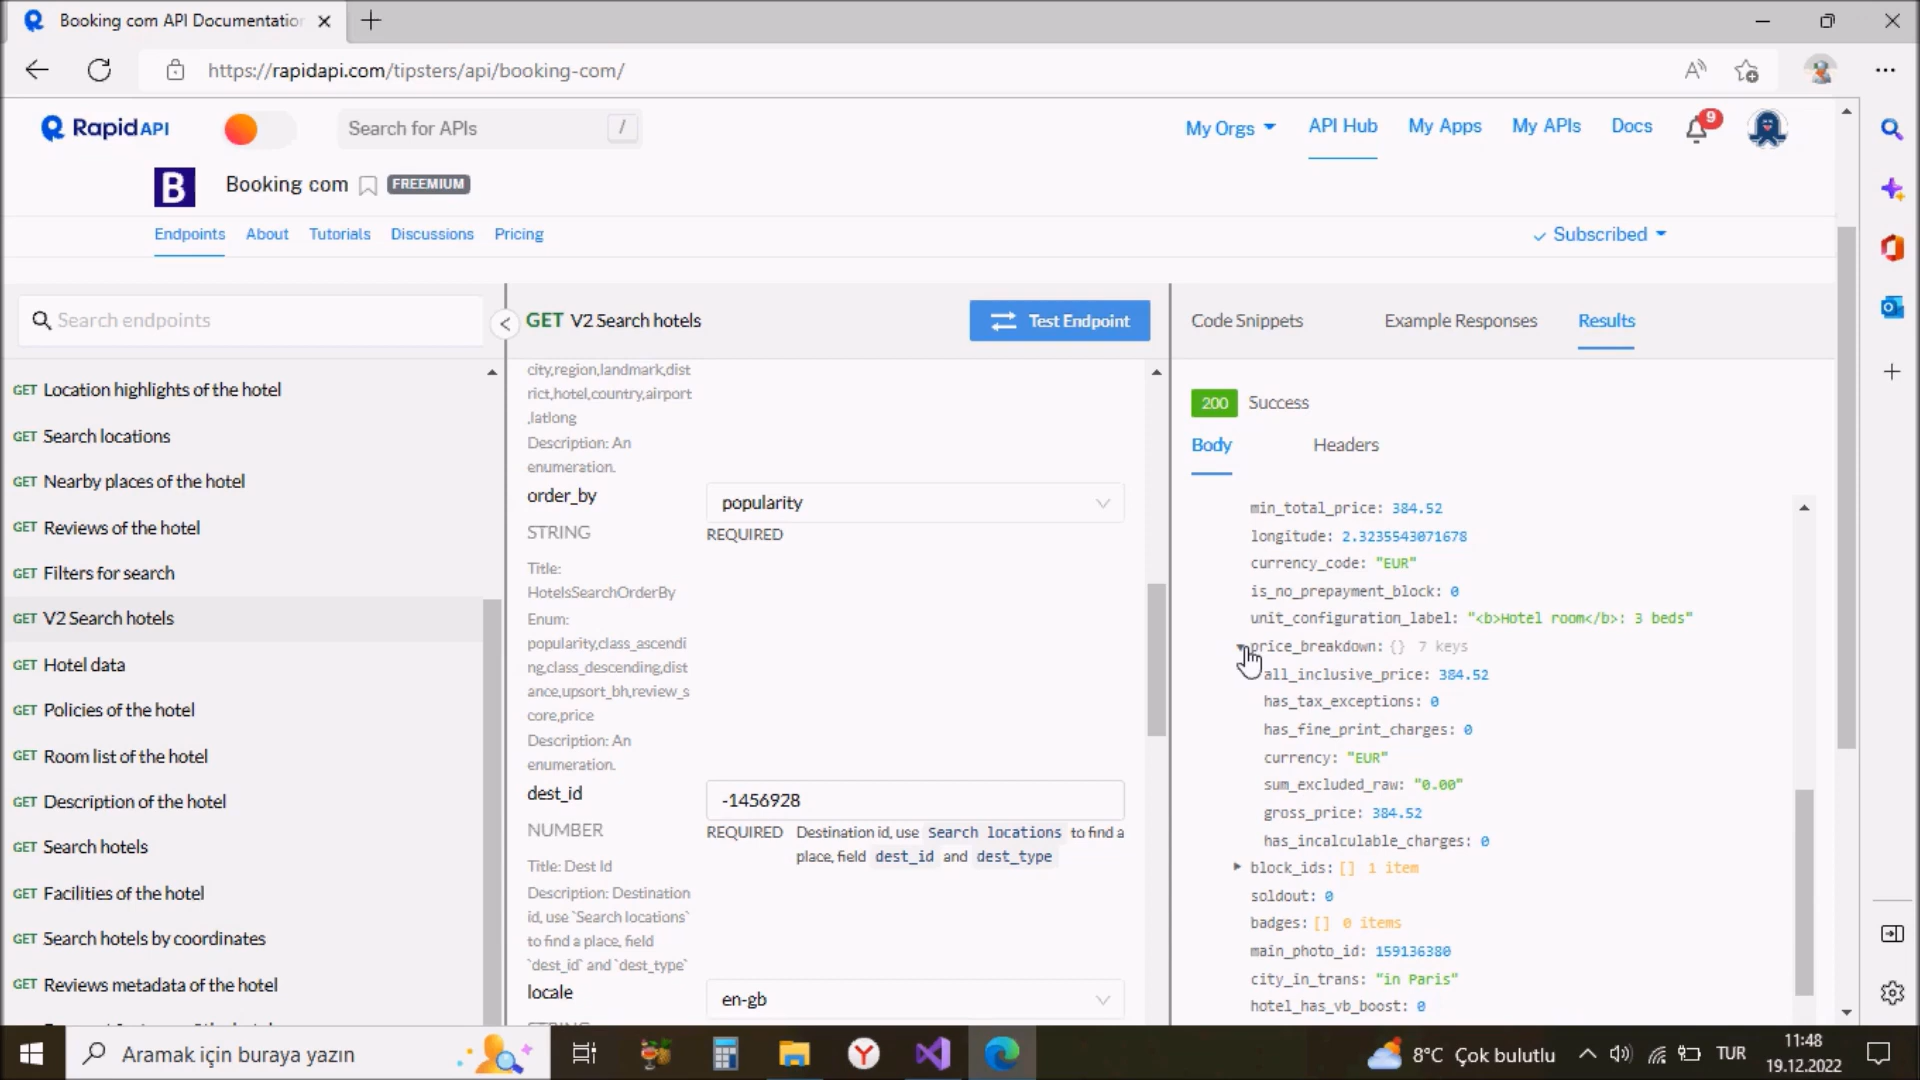 Booking com API Documentation
https://rapidapi.com/tipsters/api/booking-com/
Rapid API
Search for APIs
/
My Orgs
API Hub
My Apps
My APIs
Docs
9
B
Booking com
FREEMIUM
Endpoints
About
Tutorials
Discussions
Pricing
Subscribed
Search endpoints
GET Location highlights of the hotel
GET Search locations
GET Nearby places of the hotel
GET Reviews of the hotel
GET Filters for search
GET V2 Search hotels
GET Hotel data
GET Policies of the hotel
GET Room list of the hotel
GET Description of the hotel
GET Search hotels
GET Facilities of the hotel
GET Search hotels by coordinates
GET Reviews metadata of the hotel
GET V2 Search hotels
Test Endpoint
city,region,landmark,dist
rict,hotel,country,airport
,latlong
Description: An
enumeration.
order_by
popularity
STRING
REQUIRED
Title:
HotelsSearchOrderBy
Enum:
popularity,class_ascendi
ng,class_descending,dist
ance,upsort_bh,review_s
core,price
Description: An
enumeration.
dest_id
-1456928
NUMBER
REQUIRED
Destination id, use Search locations to find a
place, field dest_id and dest_type
Title: Dest Id
Description: Destination
id, use `Search locations`
to find a place, field
`dest_id` and `dest_type`
locale
en-gb
Code Snippets
Example Responses
Results
200 Success
Body
Headers
min_total_price: 384.52
longitude: 2.3235543071678
currency_code: "EUR"
is_no_prepayment_block: 0
unit_configuration_label: "<b>Hotel room</b>: 3 beds"
price_breakdown: {} 7 keys
all_inclusive_price: 384.52
has_tax_exceptions: 0
has_fine_print_charges: 0
currency: "EUR"
sum_excluded_raw: "0.00"
gross_price: 384.52
has_incalculable_charges: 0
block_ids: [] 1 item
soldout: 0
badges: [] 0 items
main_photo_id: 159136380
city_in_trans: "in Paris"
hotel_has_vb_boost: 0
Aramak için buraya yazın
8°C Çok bulutlu
TUR
11:48
19.12.2022